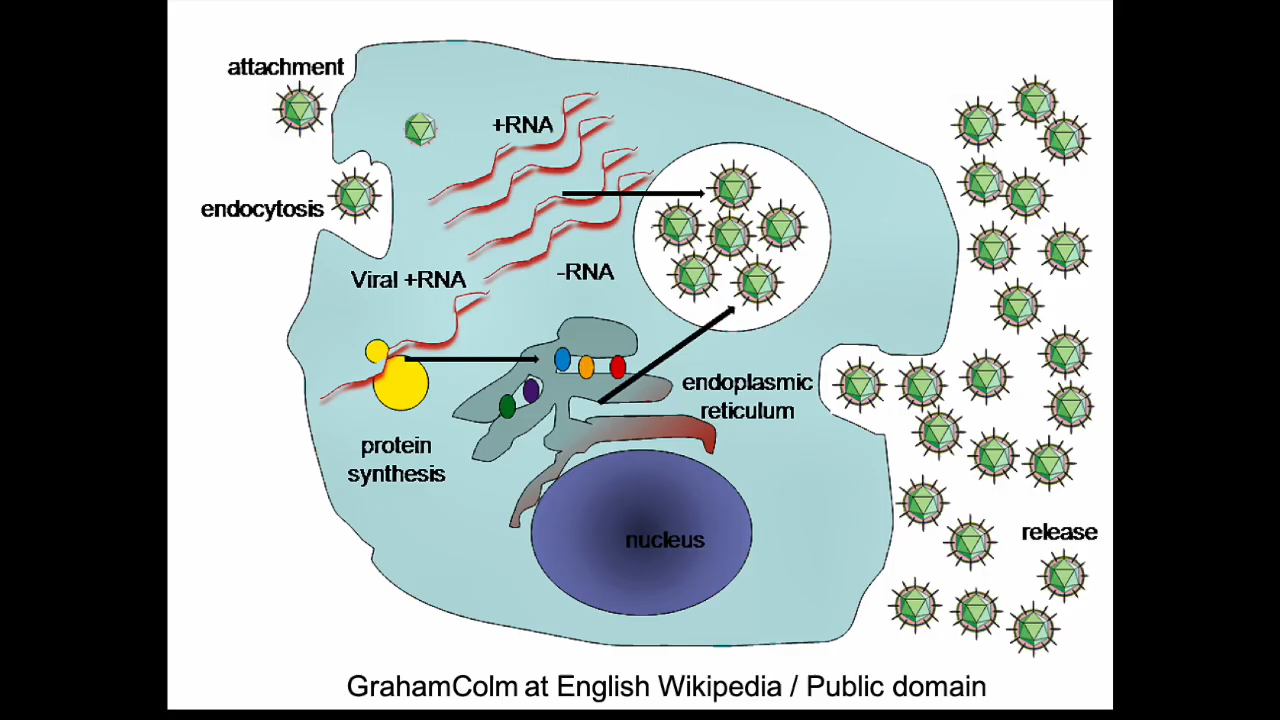 attachment
+RNA
endocytosis
Viral +RNA
-RNA
endoplasmic
reticulum
protein
synthesis
nucleus
release
GrahamColm at English Wikipedia / Public domain